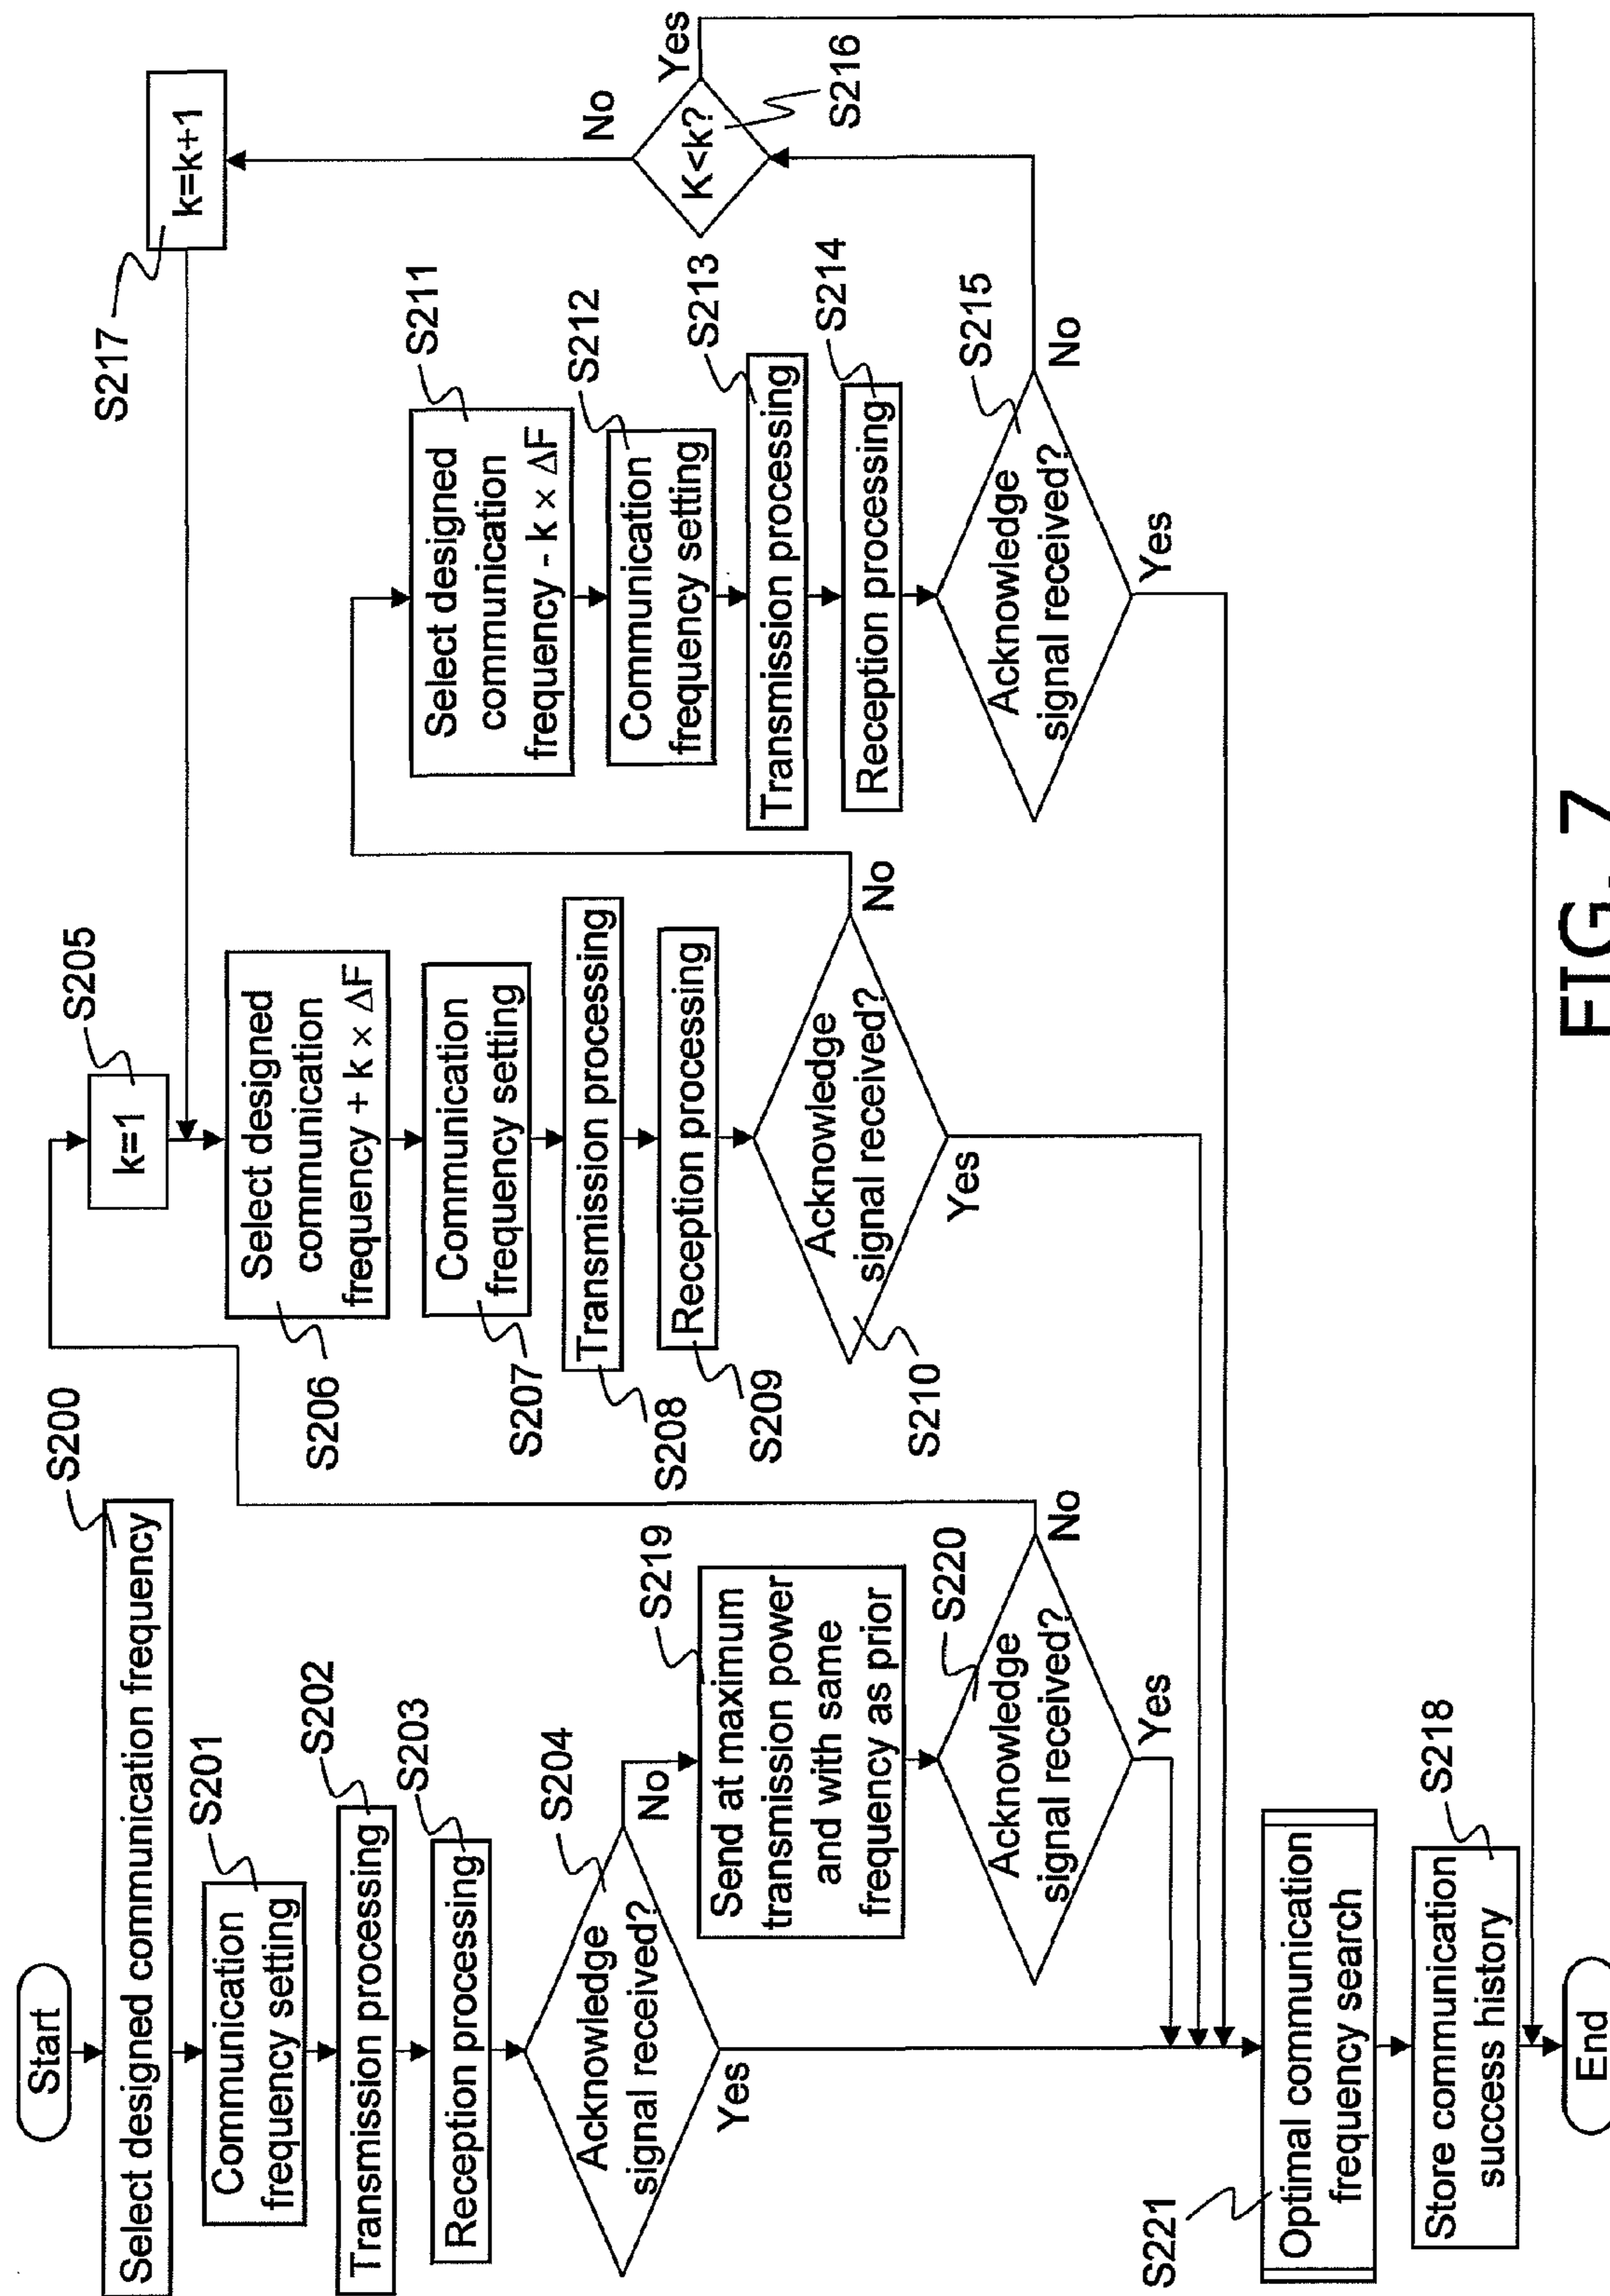 Start
Select designed communication frequency
S200
Communication
frequency setting
S201
Transmission processing
S202
Reception processing
S203
Acknowledge
signal received?
S204
Yes
No
Send at maximum
transmission power
and with same
frequency as prior
S219
Acknowledge
signal received?
S220
Yes
No
k=1
S205
Select designed
communication
frequency + k × ΔF
S206
Communication
frequency setting
S207
Transmission processing
S208
Reception processing
S209
Acknowledge
signal received?
S210
Yes
No
Select designed
communication
frequency - k × ΔF
S211
Communication
frequency setting
S212
Transmission processing
S213
Reception processing
S214
Acknowledge
signal received?
S215
Yes
No
K<k?
S216
Yes
No
k=k+1
S217
Optimal communication
frequency search
S221
Store communication
success history
S218
End
FIG. 7